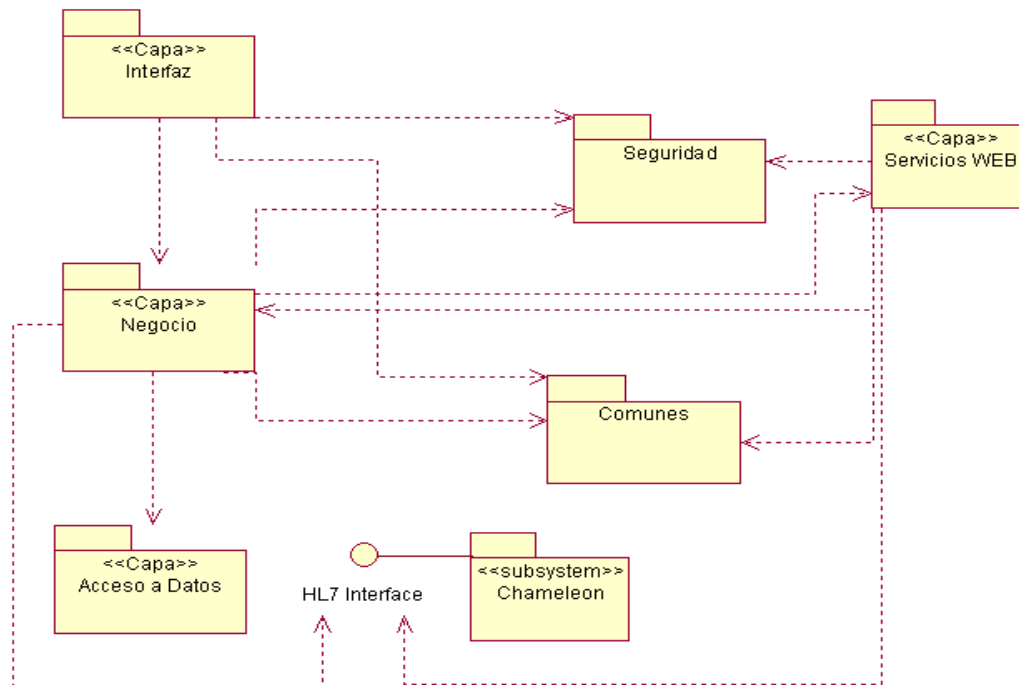 <<Capa>>
Interfaz
Seguridad
<<Capa>>
Servicios WEB
<<Capa>>
Negocio
Comunes
<<Capa>>
Acceso a Datos
HL7 Interface
<<subsystem>>
Chameleon